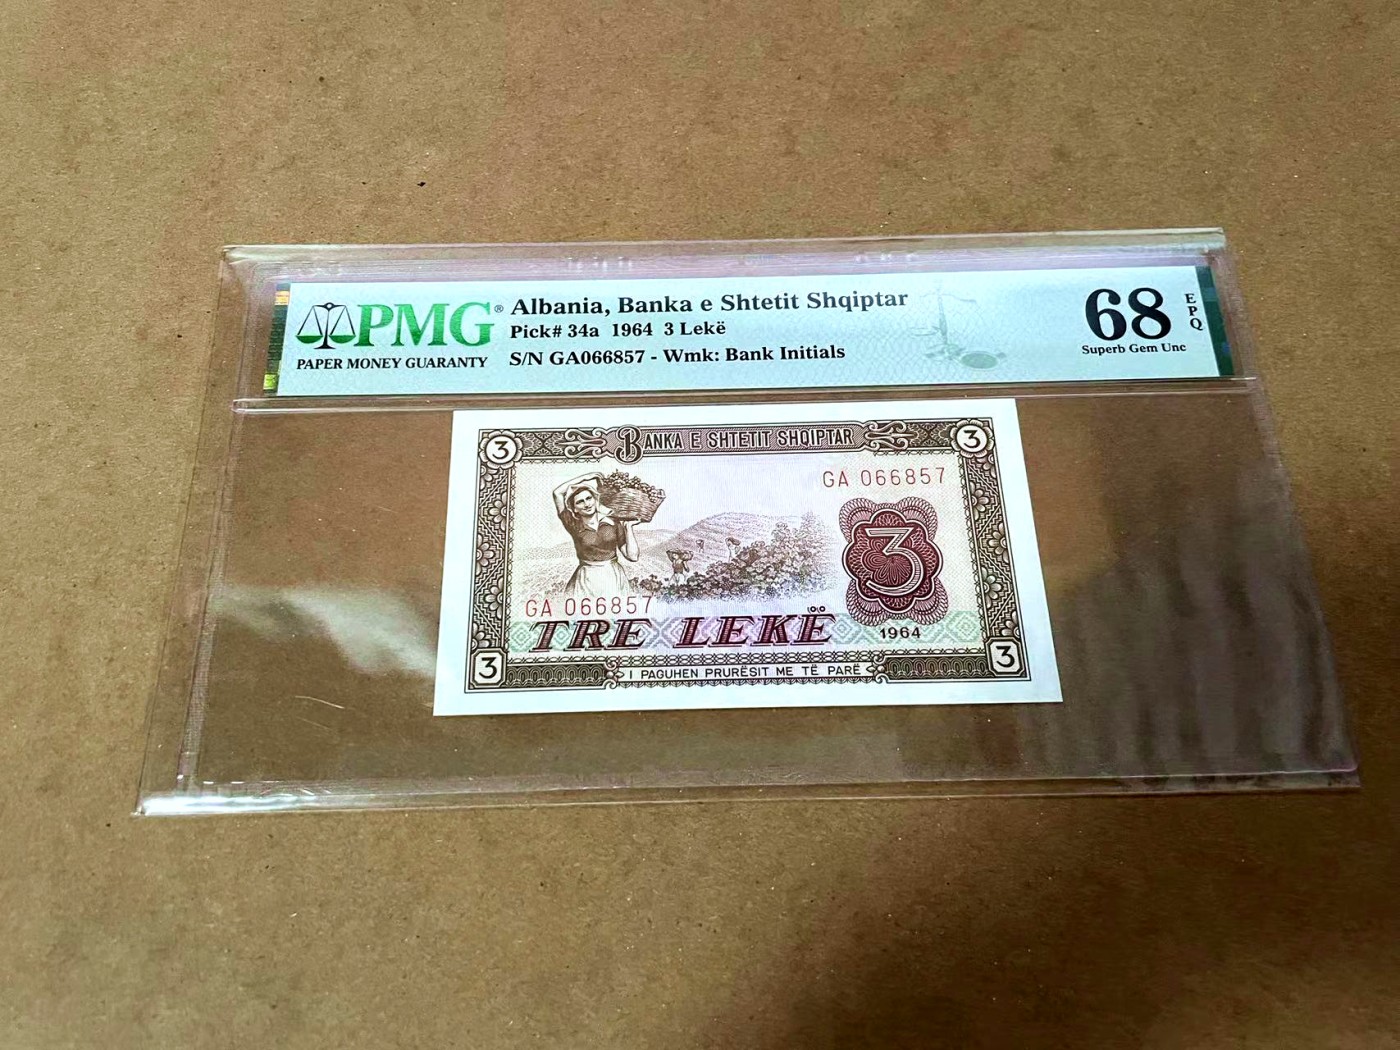 PMG®
PAPER MONEY GUARANTY
Albania, Banka e Shtetit Shqiptar
Pick# 34a 1964 3 Lekë
S/N GA066857 - Wmk: Bank Initials
68
EPQ
Superb Gem Unc
3 BANKA E SHTETIT SHQIPTAR 3
GA 066857
3
GA 066857
TRE LEKË
1964
3 I PAGUHEN PRURËSIT ME TË PARË 3